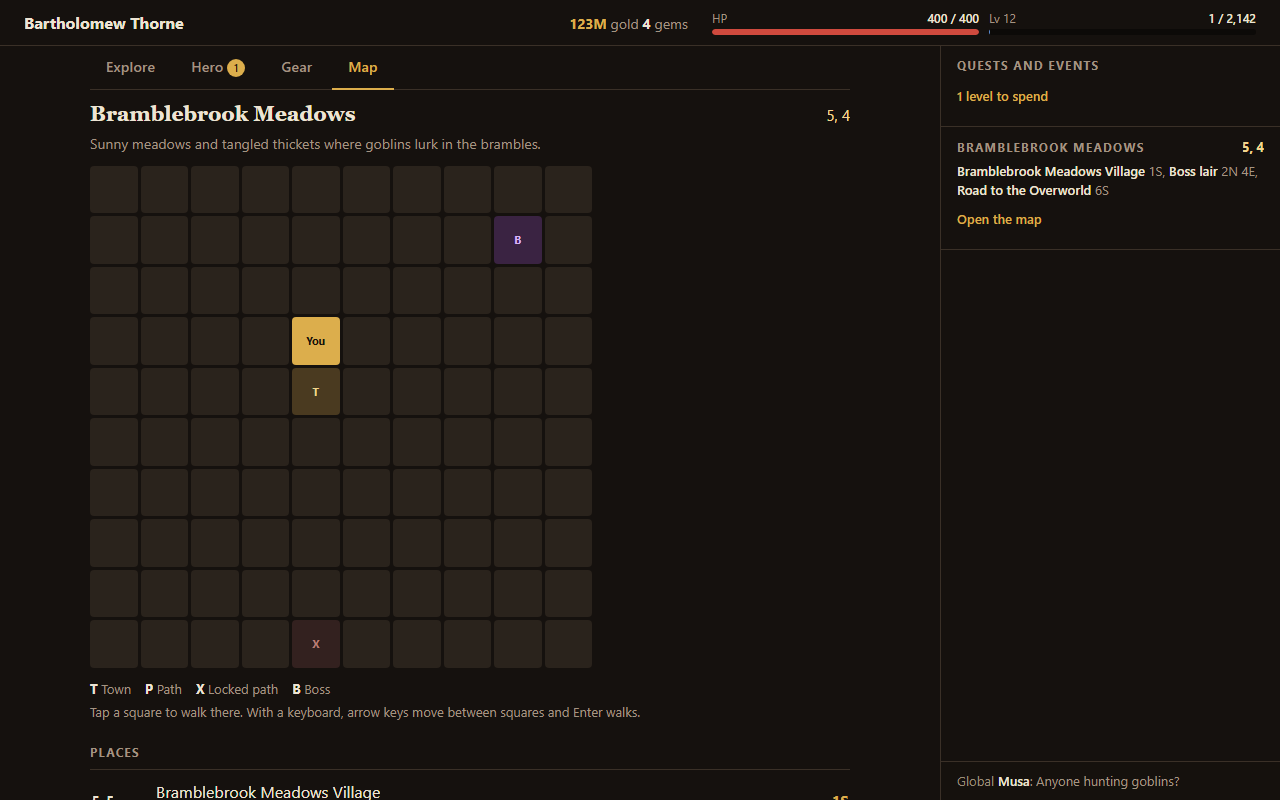 Bartholomew Thorne
123M gold 4 gems
HP 400 / 400
Lv 12 1 / 2,142
Explore Hero 1 Gear Map
Bramblebrook Meadows 5, 4
Sunny meadows and tangled thickets where goblins lurk in the brambles.
B
You
T
X
T Town P Path X Locked path B Boss
Tap a square to walk there. With a keyboard, arrow keys move between squares and Enter walks.
PLACES
5, 5 Bramblebrook Meadows Village 1S
QUESTS AND EVENTS
1 level to spend
BRAMBLEBROOK MEADOWS 5, 4
Bramblebrook Meadows Village 1S, Boss lair 2N 4E,
Road to the Overworld 6S
Open the map
Global Musa: Anyone hunting goblins?